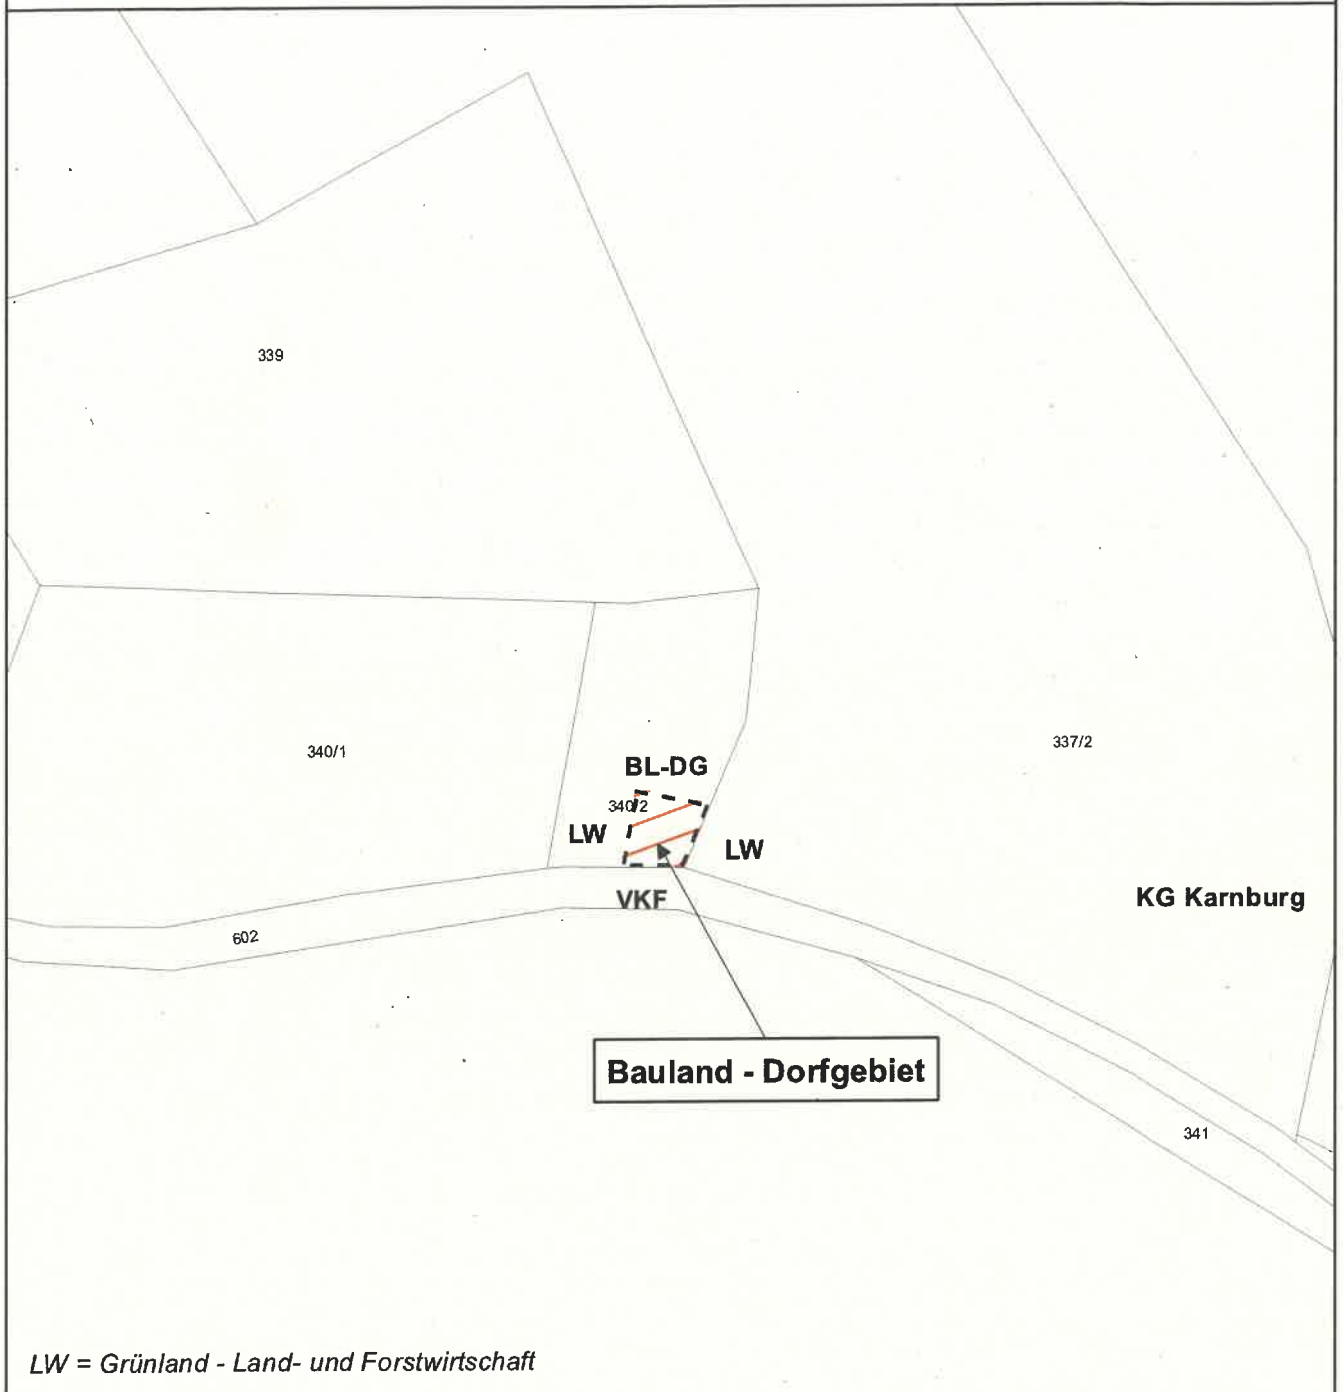 339
340/1
337/2
BL-DG
340/2
LW
LW
VKF
KG Karnburg
602
Bauland - Dorfgebiet
341
LW = Grünland - Land- und Forstwirtschaft